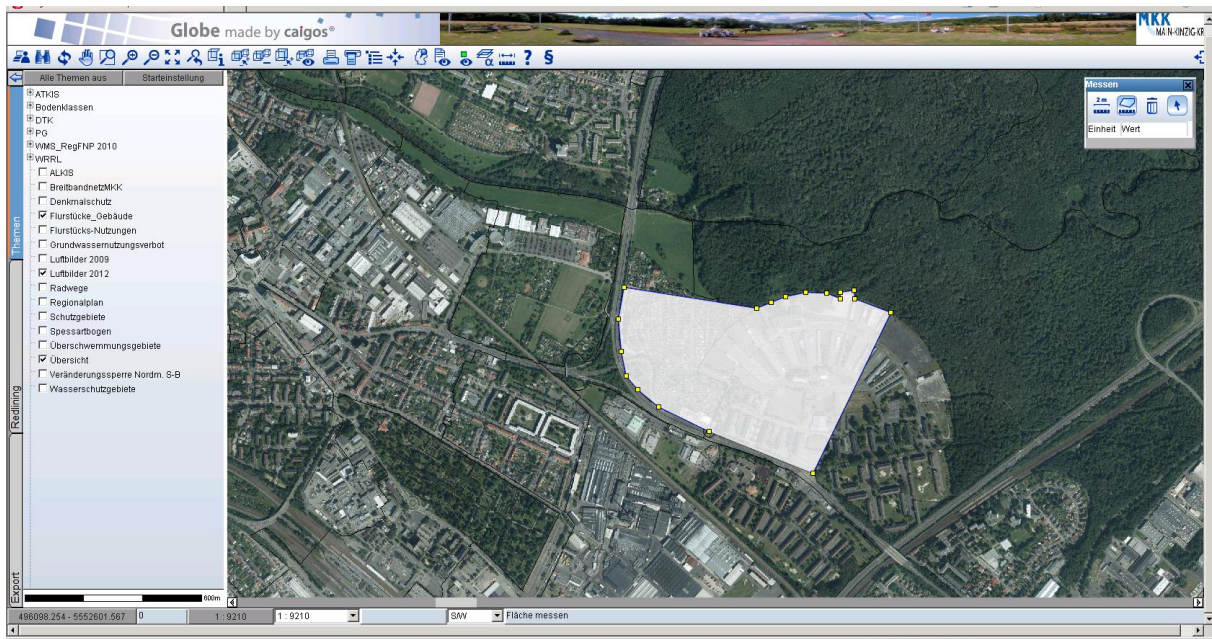 Globe made by caigos®
MKK
MAIN-KINZIG-KR
Alle Themen aus Starteinstellung
Themen
Redlining
Export
ATKIS
Bodenklassen
DTK
PG
WMS_RegFNP 2010
WRRL
ALKIS
BreitbandnetzMKK
Denkmalschutz
Flurstücke_Gebäude
Flurstücks-Nutzungen
Grundwassernutzungsverbot
Luftbilder 2009
Luftbilder 2012
Radwege
Regionalplan
Schutzgebiete
Spessartbogen
Überschwemmungsgebiete
Übersicht
Veränderungssperre Nordm. S-B
Wasserschutzgebiete
Messen
2 m
Einheit Wert
600m
496098.254 - 5552601.567 0 1 : 9210 1 : 9210 S/W Fläche messen